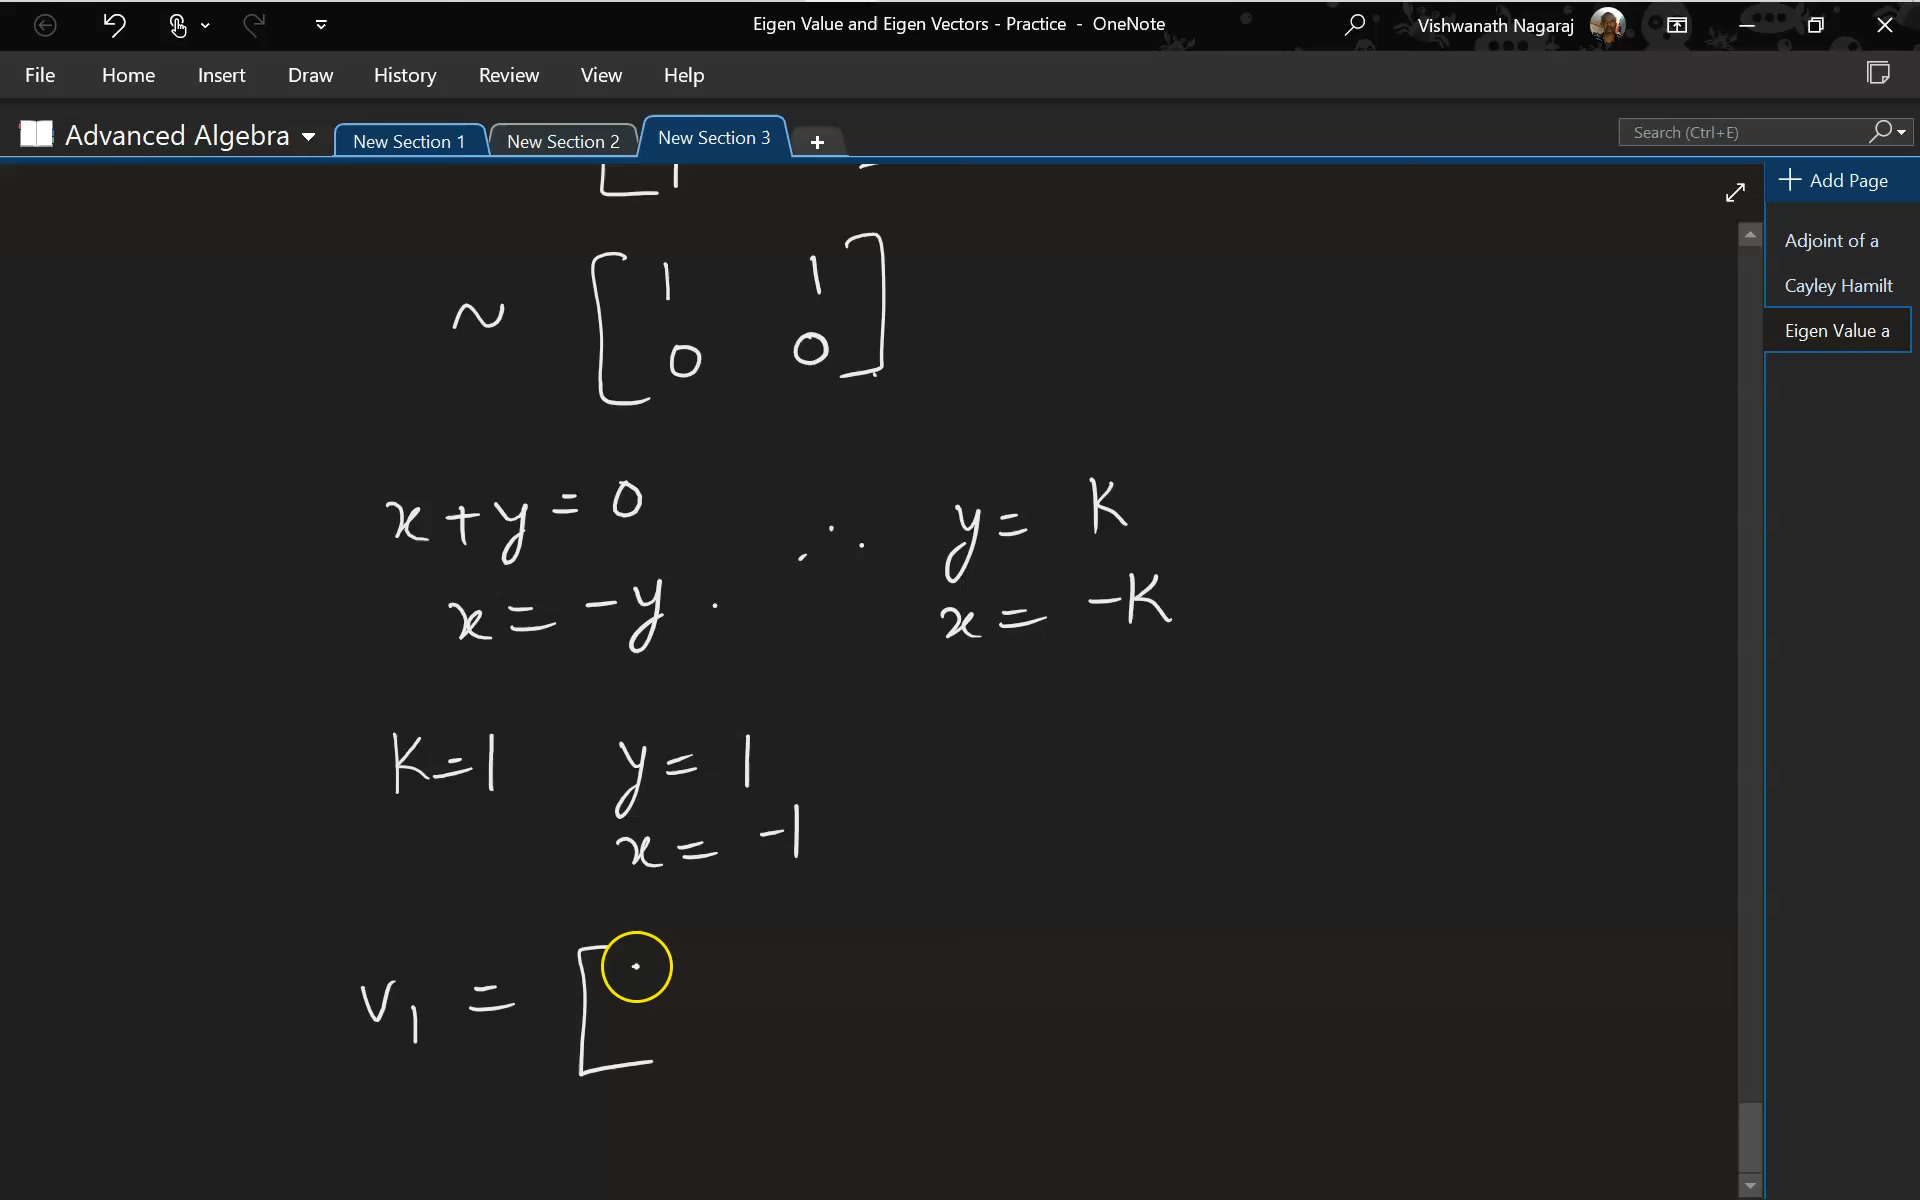 Eigen Value and Eigen Vectors - Practice - OneNote
Vishwanath Nagaraj
File Home Insert Draw History Review View Help
Advanced Algebra
New Section 1 New Section 2 New Section 3 +
Search (Ctrl+E)
+ Add Page
Adjoint of a
Cayley Hamilt
Eigen Value a
~ [ 1 1
0 0 ]
x + y = 0 ∴ y = K
x = -y . x = -K
K = 1 y = 1
x = -1
v1 = [